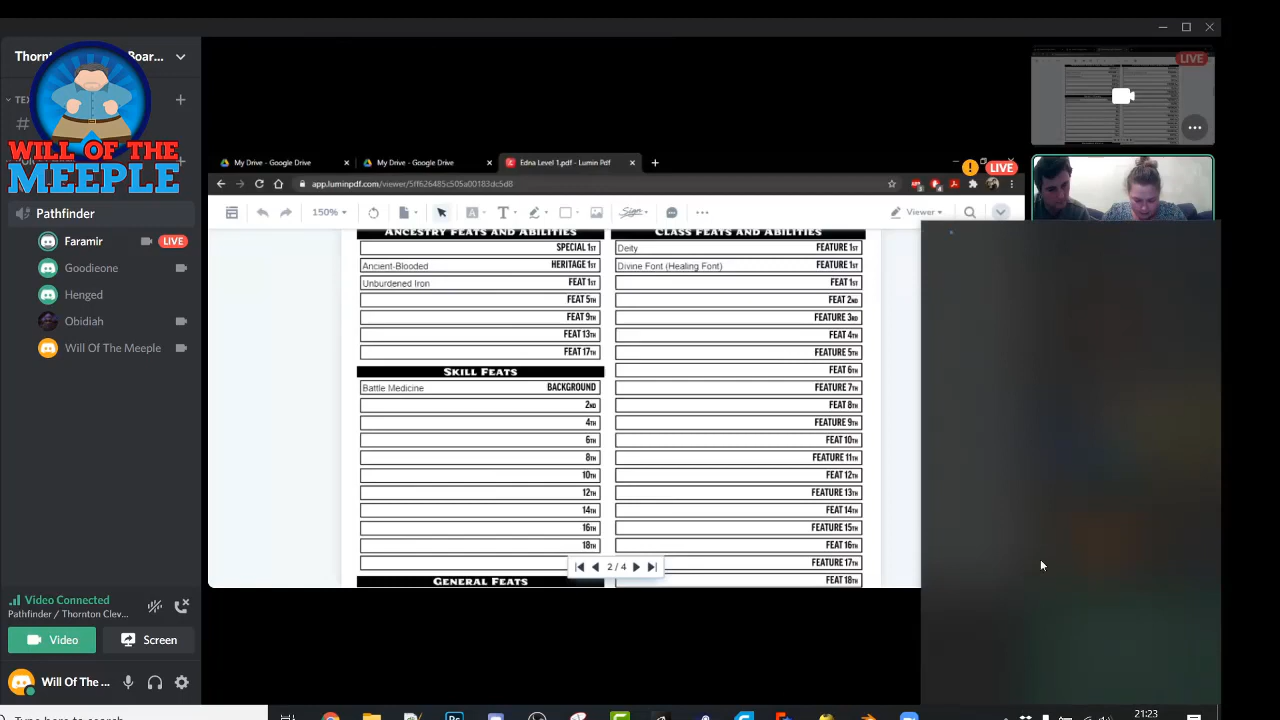 Thornt
Boar...
WILL OF THE
MEEPLE
Pathfinder
Faramir
LIVE
Goodieone
Henged
Obidiah
Will Of The Meeple
Video Connected
Pathfinder / Thornton Clev...
Video
Screen
Will Of The ...
My Drive - Google Drive
My Drive - Google Drive
Edna Level 1.pdf - Lumin Pdf
LIVE
app.luminpdf.com/viewer/5ff626485c505a00183dc5d8
150%
Sign
Viewer
ANCESTRY FEATS AND ABILITIES
SPECIAL 1ST
Ancient-Blooded HERITAGE 1ST
Unburdened Iron FEAT 1ST
FEAT 5TH
FEAT 9TH
FEAT 13TH
FEAT 17TH
SKILL FEATS
Battle Medicine BACKGROUND
2ND
4TH
6TH
8TH
10TH
12TH
14TH
16TH
18TH
GENERAL FEATS
CLASS FEATS AND ABILITIES
Deity FEATURE 1ST
Divine Font (Healing Font) FEATURE 1ST
FEAT 1ST
FEAT 2ND
FEATURE 3RD
FEAT 4TH
FEATURE 5TH
FEAT 6TH
FEATURE 7TH
FEAT 8TH
FEATURE 9TH
FEAT 10TH
FEATURE 11TH
FEAT 12TH
FEATURE 13TH
FEAT 14TH
FEATURE 15TH
FEAT 16TH
FEATURE 17TH
FEAT 18TH
2 / 4
LIVE
Type here to search
21:23